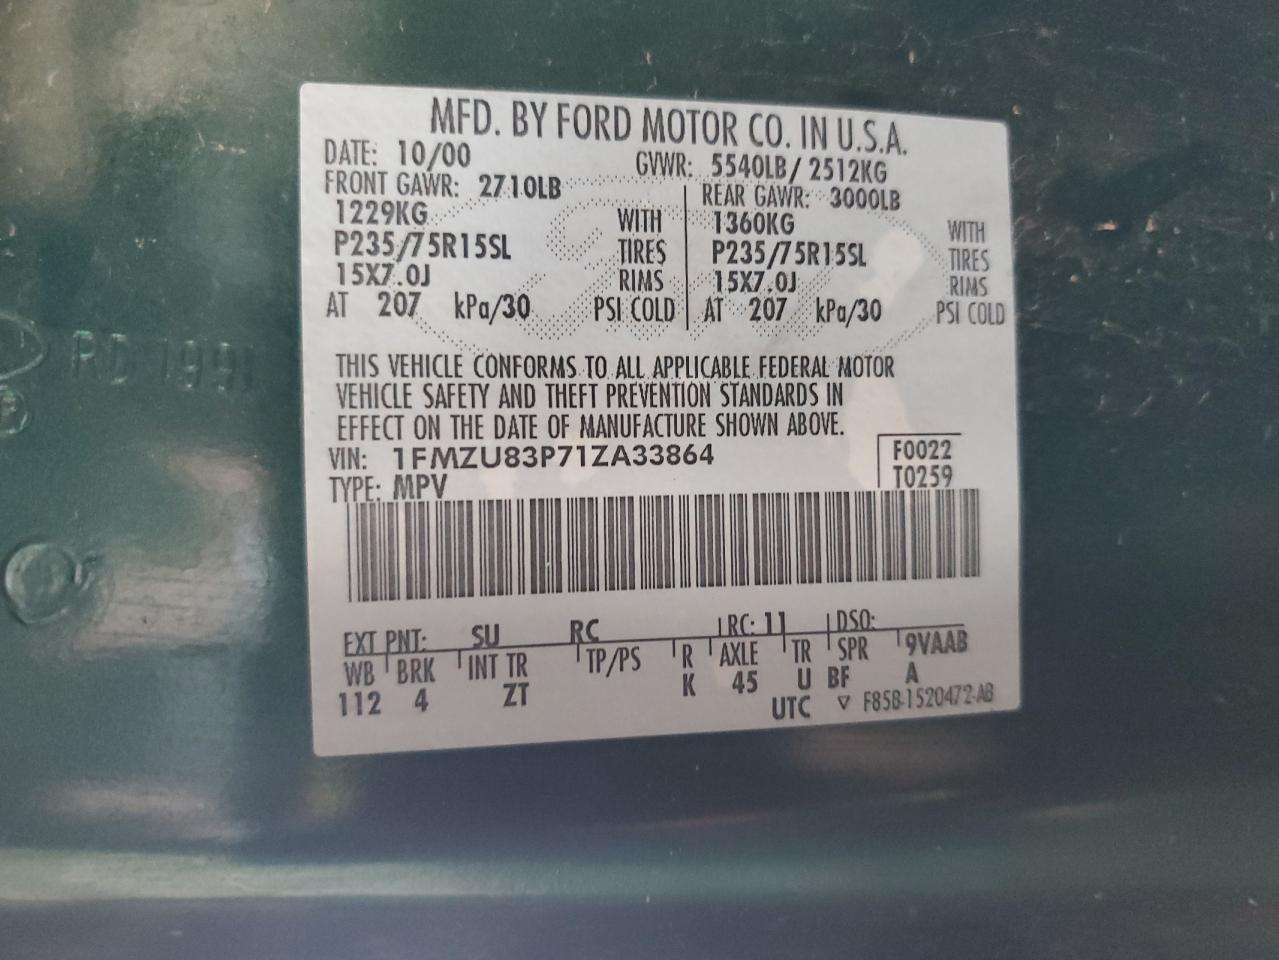 MFD. BY FORD MOTOR CO. IN U.S.A.
DATE: 10/00 GVWR: 5540LB/ 2512KG
FRONT GAWR: 2710LB REAR GAWR: 3000LB
1229KG WITH 1360KG WITH
P235/75R15SL TIRES P235/75R15SL TIRES
15X7.0J RIMS 15X7.0J RIMS
AT 207 kPa/30 PSI COLD AT 207 kPa/30 PSI COLD
THIS VEHICLE CONFORMS TO ALL APPLICABLE FEDERAL MOTOR
VEHICLE SAFETY AND THEFT PREVENTION STANDARDS IN
EFFECT ON THE DATE OF MANUFACTURE SHOWN ABOVE.
VIN: 1FMZU83P71ZA33864 F0022
TYPE: MPV T0259
EXT PNT: SU RC RC: 11 DSO:
WB BRK INT TR TP/PS R AXLE TR SPR 9VAAB
112 4 ZT K 45 U BF A
UTC ▽ F85B-1520472-AB
RD 1991